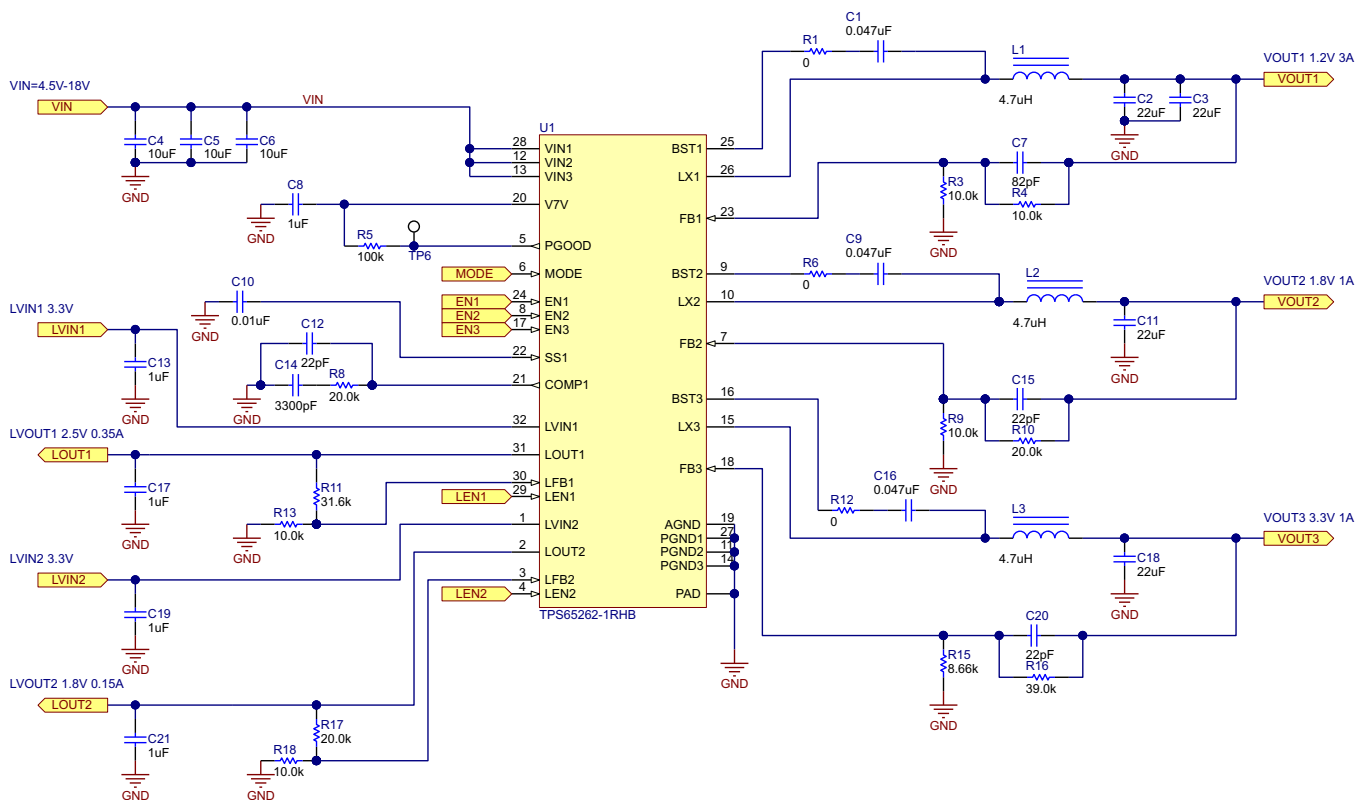 VIN=4.5V-18V
VIN
VIN
C4
10uF
C5
10uF
C6
10uF
GND
C8
1uF
GND
R5
100k
TP6
MODE
EN1
EN2
EN3
C10
0.01uF
GND
C12
22pF
C14
3300pF
R8
20.0k
GND
LVIN1 3.3V
LVIN1
C13
1uF
GND
LVOUT1 2.5V 0.35A
LOUT1
C17
1uF
GND
R11
31.6k
R13
10.0k
GND
LEN1
LVIN2 3.3V
LVIN2
C19
1uF
GND
LEN2
LVOUT2 1.8V 0.15A
LOUT2
C21
1uF
GND
R17
20.0k
R18
10.0k
GND
U1
28 VIN1
12 VIN2
13 VIN3
20 V7V
5 PGOOD
6 MODE
24 EN1
8 EN2
17 EN3
22 SS1
21 COMP1
32 LVIN1
31 LOUT1
30 LFB1
29 LEN1
1 LVIN2
2 LOUT2
3 LFB2
4 LEN2
BST1 25
LX1 26
FB1 23
BST2 9
LX2 10
FB2 7
BST3 16
LX3 15
FB3 18
AGND 19
PGND1 27
PGND2 11
PGND3 14
PAD
TPS65262-1RHB
GND
R1
0
C1
0.047uF
L1
4.7uH
C2
22uF
C3
22uF
GND
VOUT1 1.2V 3A
VOUT1
C7
82pF
R3
10.0k
R4
10.0k
GND
R6
0
C9
0.047uF
L2
4.7uH
C11
22uF
GND
VOUT2 1.8V 1A
VOUT2
C15
22pF
R9
10.0k
R10
20.0k
GND
R12
0
C16
0.047uF
L3
4.7uH
C18
22uF
GND
VOUT3 3.3V 1A
VOUT3
C20
22pF
R15
8.66k
R16
39.0k
GND